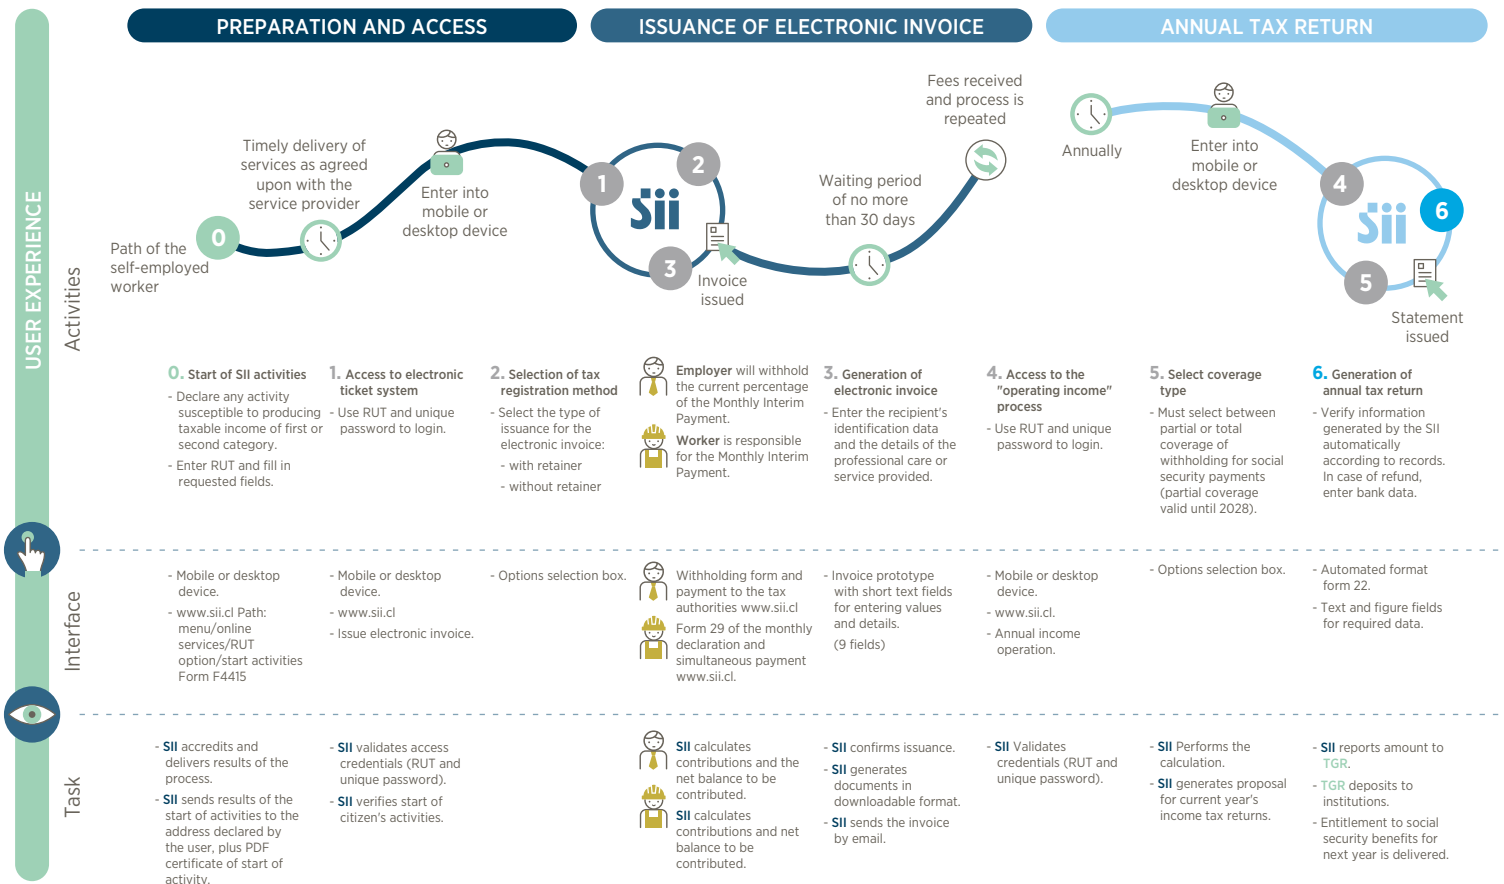 PREPARATION AND ACCESS
ISSUANCE OF ELECTRONIC INVOICE
ANNUAL TAX RETURN
USER EXPERIENCE
Activities
Path of the
self-employed
worker
0
Timely delivery of
services as agreed
upon with the
service provider
Enter into
mobile or
desktop device
1
2
3
Sii
Invoice
issued
Waiting period
of no more
than 30 days
Fees received
and process is
repeated
Annually
Enter into
mobile or
desktop device
4
5
6
Sii
Statement
issued
0. Start of SII activities
- Declare any activity
susceptible to producing
taxable income of first or
second category.
- Enter RUT and fill in
requested fields.
1. Access to electronic
ticket system
- Use RUT and unique
password to login.
2. Selection of tax
registration method
- Select the type of
issuance for the
electronic invoice:
- with retainer
- without retainer
Employer will withhold
the current percentage
of the Monthly Interim
Payment.
Worker is responsible
for the Monthly Interim
Payment.
3. Generation of
electronic invoice
- Enter the recipient's
identification data
and the details of the
professional care or
service provided.
4. Access to the
"operating income"
process
- Use RUT and unique
password to login.
5. Select coverage
type
- Must select between
partial or total
coverage of
withholding for social
security payments
(partial coverage
valid until 2028).
6. Generation of
annual tax return
- Verify information
generated by the SII
automatically
according to records.
In case of refund,
enter bank data.
Interface
- Mobile or desktop
device.
- www.sii.cl Path:
menu/online
services/RUT
option/start activities
Form F4415
- Mobile or desktop
device.
- www.sii.cl
- Issue electronic invoice.
- Options selection box.
Withholding form and
payment to the tax
authorities www.sii.cl
Form 29 of the monthly
declaration and
simultaneous payment
www.sii.cl.
- Invoice prototype
with short text fields
for entering values
and details.
(9 fields)
- Mobile or desktop
device.
- www.sii.cl.
- Annual income
operation.
- Options selection box.
- Automated format
form 22.
- Text and figure fields
for required data.
Task
- SII accredits and
delivers results of the
process.
- SII sends results of the
start of activities to the
address declared by
the user, plus PDF
certificate of start of
activity.
- SII validates access
credentials (RUT and
unique password).
- SII verifies start of
citizen's activities.
SII calculates
contributions and the
net balance to be
contributed.
SII calculates
contributions and net
balance to be
contributed.
- SII confirms issuance.
- SII generates
documents in
downloadable format.
- SII sends the invoice
by email.
- SII Validates
credentials (RUT and
unique password).
- SII Performs the
calculation.
- SII generates proposal
for current year's
income tax returns.
- SII reports amount to
TGR.
- TGR deposits to
institutions.
- Entitlement to social
security benefits for
next year is delivered.